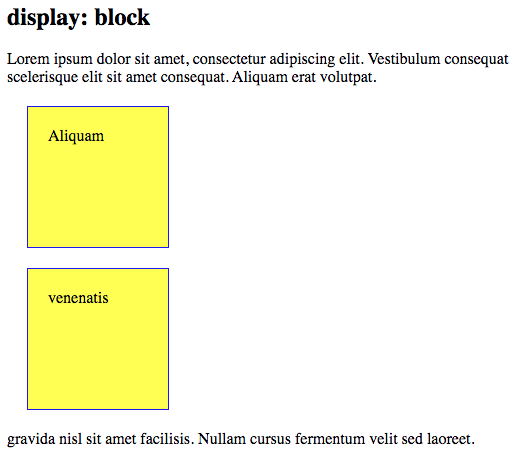 display: block
Lorem ipsum dolor sit amet, consectetur adipiscing elit. Vestibulum consequat
scelerisque elit sit amet consequat. Aliquam erat volutpat.
Aliquam
venenatis
gravida nisl sit amet facilisis. Nullam cursus fermentum velit sed laoreet.